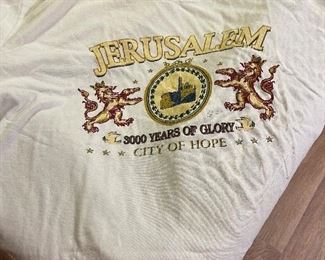 JERUSALEM
3000 YEARS OF GLORY
CITY OF HOPE